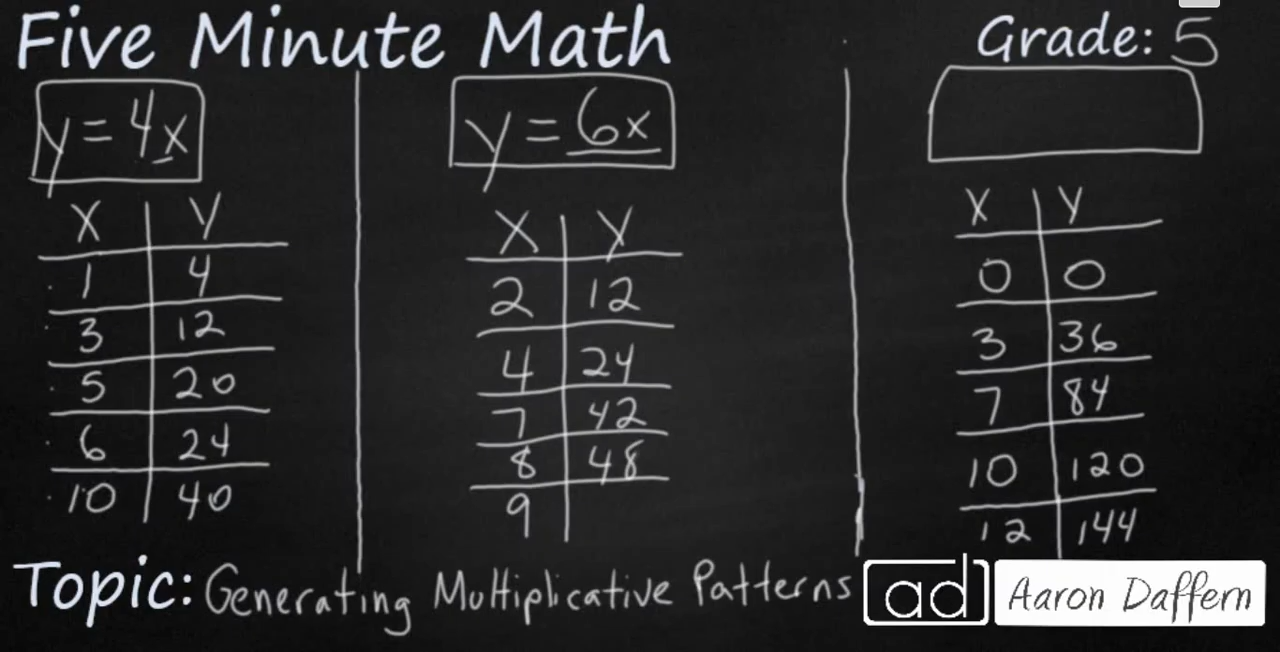 Five Minute Math
Grade: 5
y = 4x
X Y
1 4
3 12
5 20
6 24
10 40
y = 6x
X Y
2 12
4 24
7 42
8 48
9
X Y
0 0
3 36
7 84
10 120
12 144
Topic: Generating Multiplicative Patterns
ad Aaron Daffern